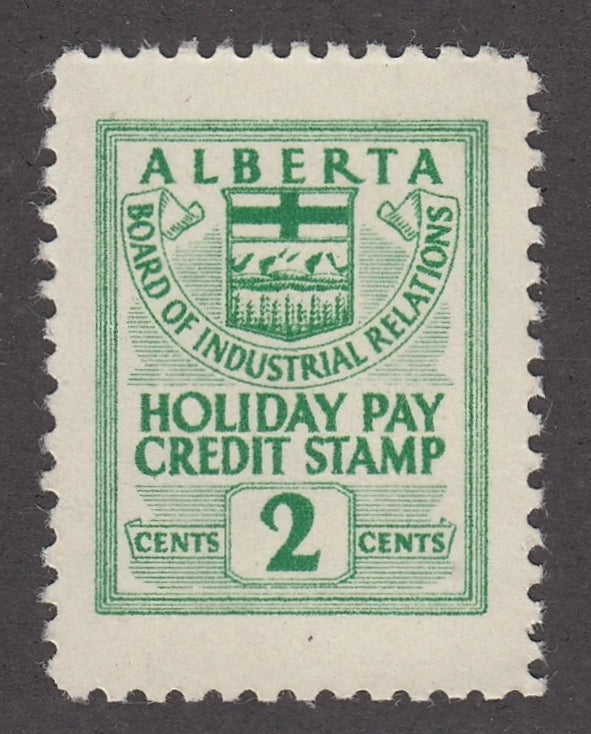 ALBERTA
BOARD OF INDUSTRIAL RELATIONS
HOLIDAY PAY
CREDIT STAMP
CENTS 2 CENTS